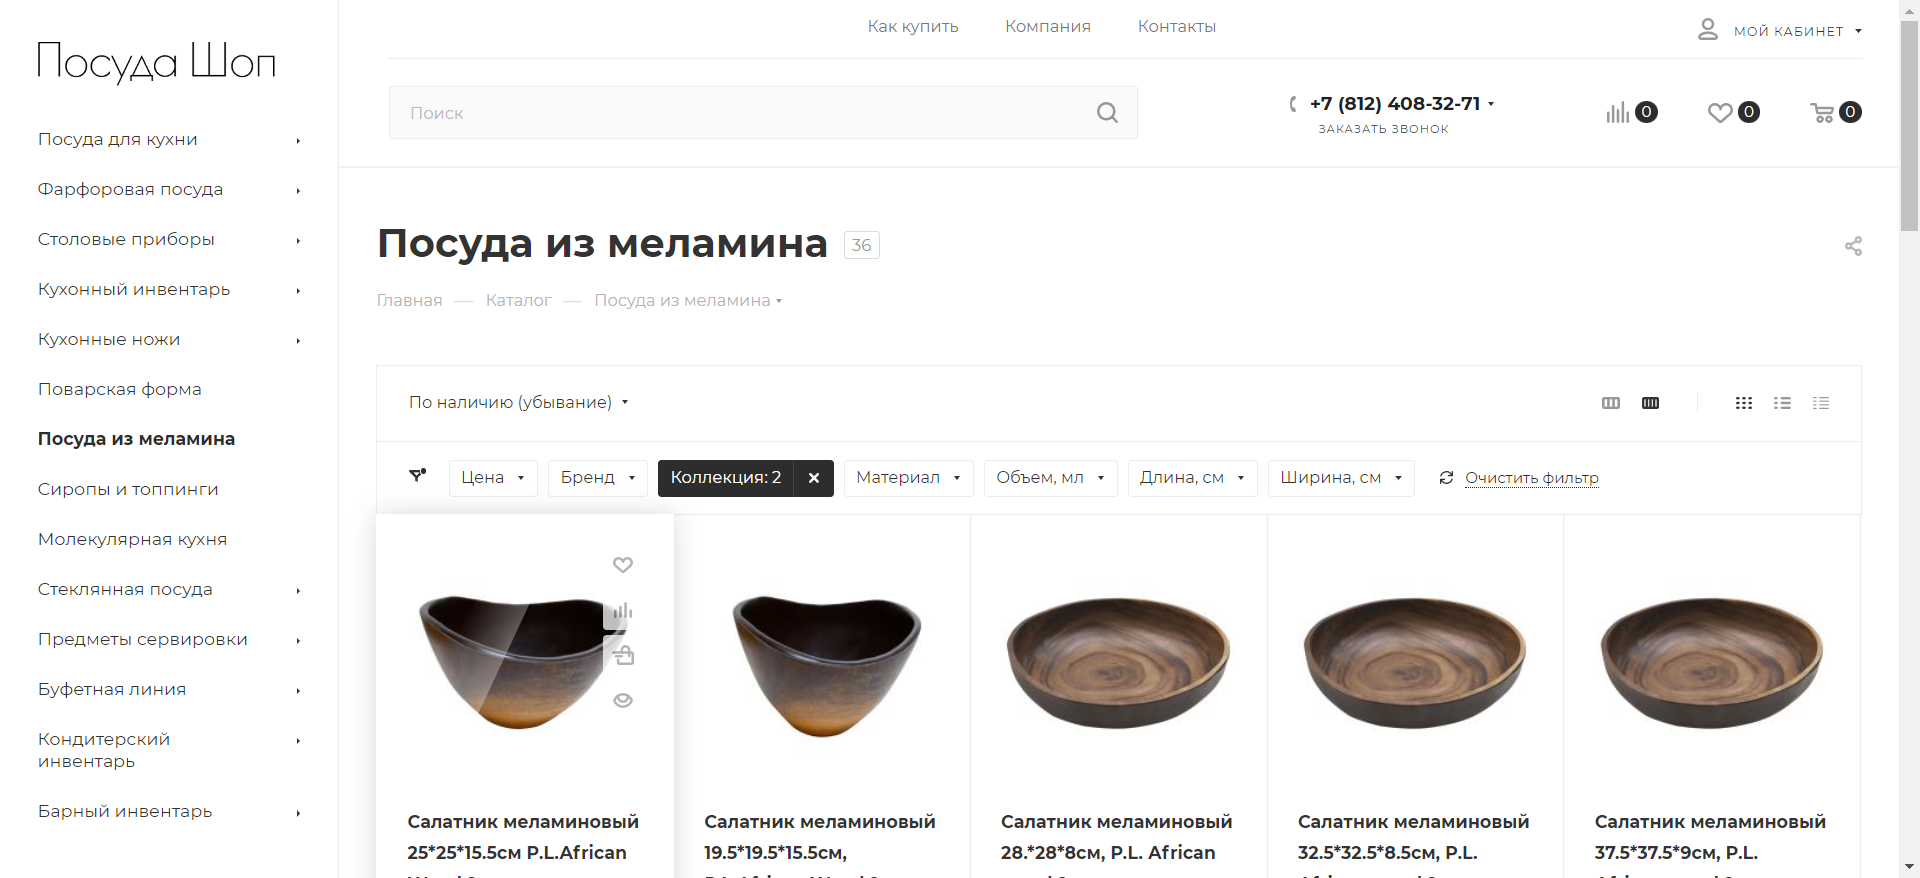 Посуда Шоп
Посуда для кухни
Фарфоровая посуда
Столовые приборы
Кухонный инвентарь
Кухонные ножи
Поварская форма
Посуда из меламина
Сиропы и топпинги
Молекулярная кухня
Стеклянная посуда
Предметы сервировки
Буфетная линия
Кондитерский
инвентарь
Барный инвентарь
Как купить Компания Контакты
МОЙ КАБИНЕТ
Поиск
+7 (812) 408-32-71
ЗАКАЗАТЬ ЗВОНОК
0 0 0
Посуда из меламина 36
Главная — Каталог — Посуда из меламина
По наличию (убывание)
Цена Бренд Коллекция: 2 Материал Объем, мл Длина, см Ширина, см Очистить фильтр
Салатник меламиновый
25*25*15.5см P.L.African
Салатник меламиновый
19.5*19.5*15.5см,
Салатник меламиновый
28.*28*8см, P.L. African
Салатник меламиновый
32.5*32.5*8.5см, P.L.
Салатник меламиновый
37.5*37.5*9см, P.L.